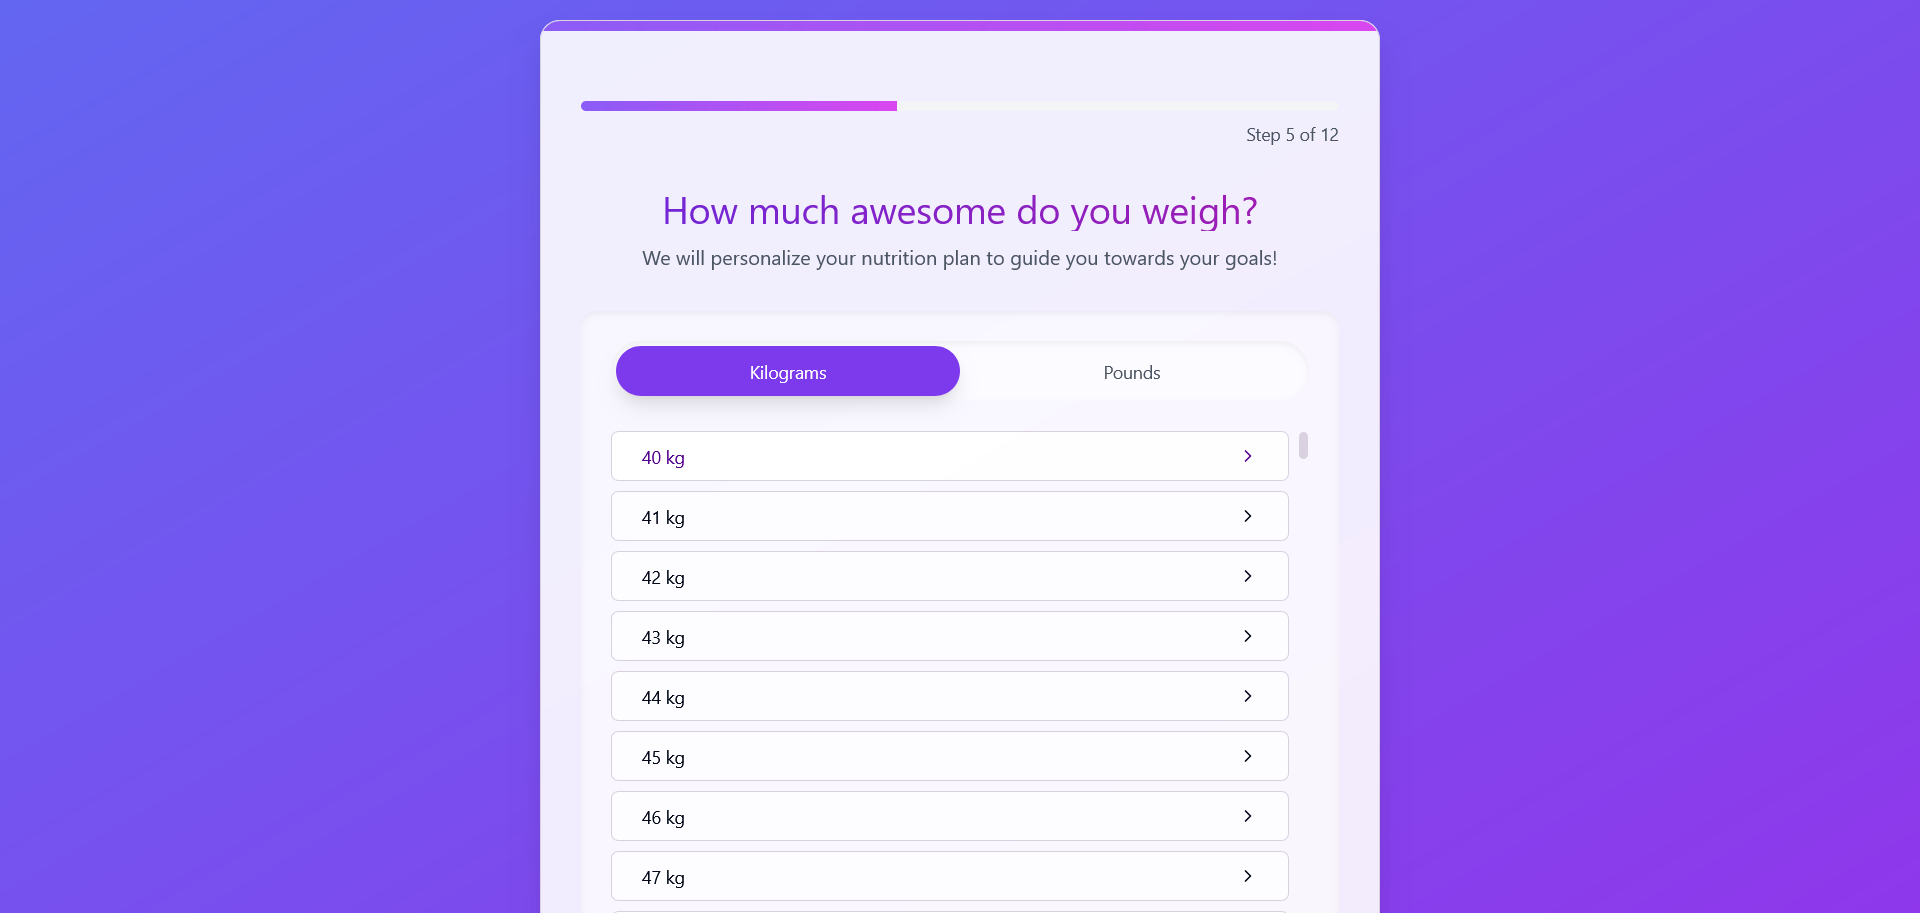 Step 5 of 12
How much awesome do you weigh?
We will personalize your nutrition plan to guide you towards your goals!
Kilograms
Pounds
40 kg
41 kg
42 kg
43 kg
44 kg
45 kg
46 kg
47 kg